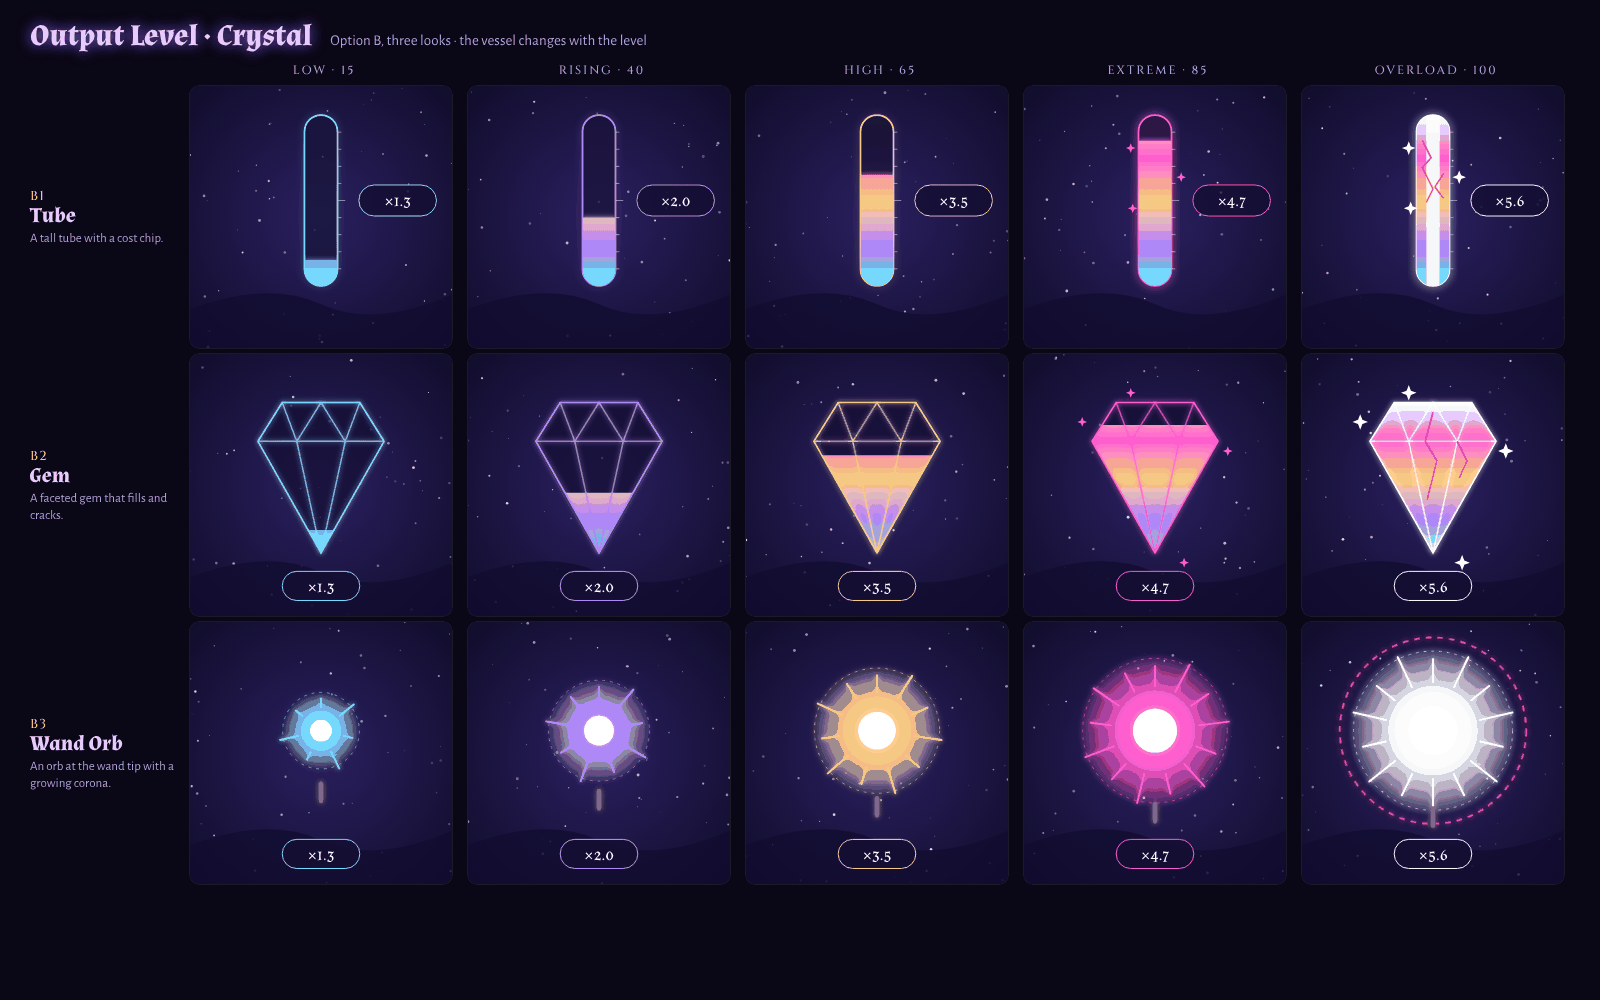 Output Level · Crystal
Option B, three looks · the vessel changes with the level
LOW · 15
RISING · 40
HIGH · 65
EXTREME · 85
OVERLOAD · 100
B1
Tube
A tall tube with a cost chip.
×1.3
×2.0
×3.5
×4.7
×5.6
B2
Gem
A faceted gem that fills and
cracks.
×1.3
×2.0
×3.5
×4.7
×5.6
B3
Wand Orb
An orb at the wand tip with a
growing corona.
×1.3
×2.0
×3.5
×4.7
×5.6